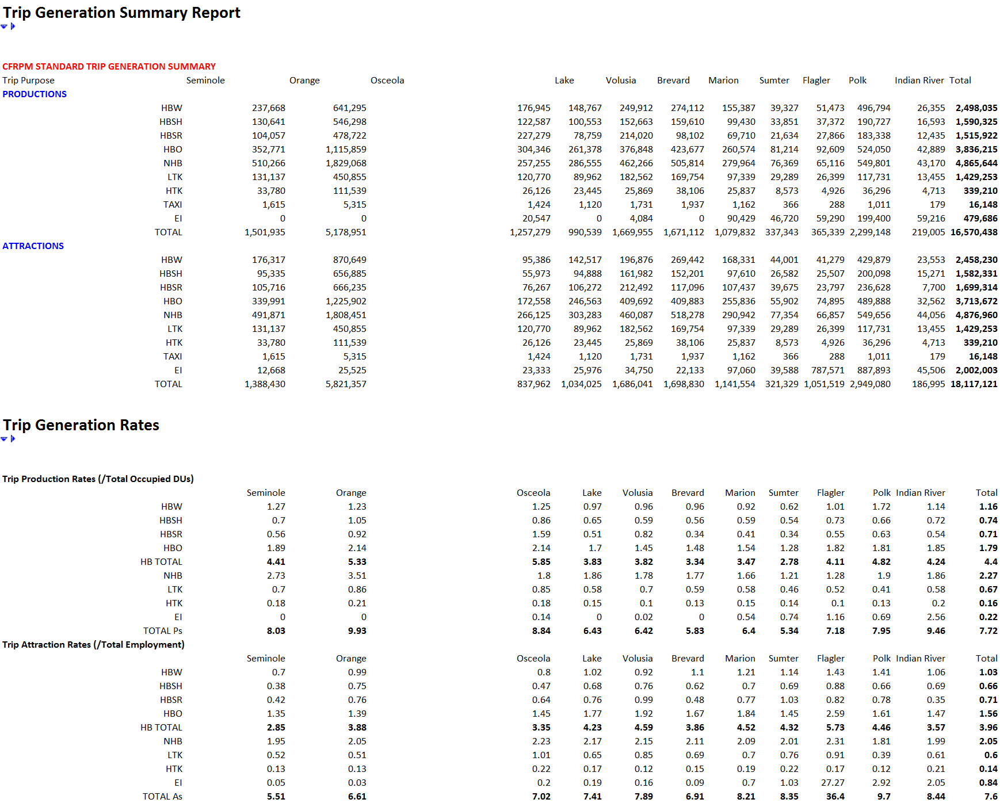 Trip Generation Summary Report
CFRPM STANDARD TRIP GENERATION SUMMARY
Trip Purpose Seminole Orange Osceola Lake Volusia Brevard Marion Sumter Flagler Polk Indian River Total
PRODUCTIONS
HBW 237,668 641,295 176,945 148,767 249,912 274,112 155,387 39,327 51,473 496,794 26,355 2,498,035
HBSH 130,641 546,298 122,587 100,553 152,663 159,610 99,430 33,851 37,372 190,727 16,593 1,590,325
HBSR 104,057 478,722 227,279 78,759 214,020 98,102 69,710 21,634 27,866 183,338 12,435 1,515,922
HBO 352,771 1,115,859 304,346 261,378 376,848 423,677 260,574 81,214 92,609 524,050 42,889 3,836,215
NHB 510,266 1,829,068 257,255 286,555 462,266 505,814 279,964 76,369 65,116 549,801 43,170 4,865,644
LTK 131,137 450,855 120,770 89,962 182,562 169,754 97,339 29,289 26,399 117,731 13,455 1,429,253
HTK 33,780 111,539 26,126 23,445 25,869 38,106 25,837 8,573 4,926 36,296 4,713 339,210
TAXI 1,615 5,315 1,424 1,120 1,731 1,937 1,162 366 288 1,011 179 16,148
EI 0 0 20,547 0 4,084 0 90,429 46,720 59,290 199,400 59,216 479,686
TOTAL 1,501,935 5,178,951 1,257,279 990,539 1,669,955 1,671,112 1,079,832 337,343 365,339 2,299,148 219,005 16,570,438
ATTRACTIONS
HBW 176,317 870,649 95,386 142,517 196,876 269,442 168,331 44,001 41,279 429,879 23,553 2,458,230
HBSH 95,335 656,885 55,973 94,888 161,982 152,201 97,610 26,582 25,507 200,098 15,271 1,582,331
HBSR 105,716 666,235 76,267 106,272 212,492 117,096 107,437 39,675 23,797 236,628 7,700 1,699,314
HBO 339,991 1,225,902 172,558 246,563 409,692 409,883 255,836 55,902 74,895 489,888 32,562 3,713,672
NHB 491,871 1,808,451 266,125 303,283 460,087 518,278 290,942 77,354 66,857 549,656 44,056 4,876,960
LTK 131,137 450,855 120,770 89,962 182,562 169,754 97,339 29,289 26,399 117,731 13,455 1,429,253
HTK 33,780 111,539 26,126 23,445 25,869 38,106 25,837 8,573 4,926 36,296 4,713 339,210
TAXI 1,615 5,315 1,424 1,120 1,731 1,937 1,162 366 288 1,011 179 16,148
EI 12,668 25,525 23,333 25,976 34,750 22,133 97,060 39,588 787,571 887,893 45,506 2,002,003
TOTAL 1,388,430 5,821,357 837,962 1,034,025 1,686,041 1,698,830 1,141,554 321,329 1,051,519 2,949,080 186,995 18,117,121
Trip Generation Rates
Trip Production Rates (/Total Occupied DUs)
Seminole Orange Osceola Lake Volusia Brevard Marion Sumter Flagler Polk Indian River Total
HBW 1.27 1.23 1.25 0.97 0.96 0.96 0.92 0.62 1.01 1.72 1.14 1.16
HBSH 0.7 1.05 0.86 0.65 0.59 0.56 0.59 0.54 0.73 0.66 0.72 0.74
HBSR 0.56 0.92 1.59 0.51 0.82 0.34 0.41 0.34 0.55 0.63 0.54 0.71
HBO 1.89 2.14 2.14 1.7 1.45 1.48 1.54 1.28 1.82 1.81 1.85 1.79
HB TOTAL 4.41 5.33 5.85 3.83 3.82 3.34 3.47 2.78 4.11 4.82 4.24 4.4
NHB 2.73 3.51 1.8 1.86 1.78 1.77 1.66 1.21 1.28 1.9 1.86 2.27
LTK 0.7 0.86 0.85 0.58 0.7 0.59 0.58 0.46 0.52 0.41 0.58 0.67
HTK 0.18 0.21 0.18 0.15 0.1 0.13 0.15 0.14 0.1 0.13 0.2 0.16
EI 0 0 0.14 0 0.02 0 0.54 0.74 1.16 0.69 2.56 0.22
TOTAL Ps 8.03 9.93 8.84 6.43 6.42 5.83 6.4 5.34 7.18 7.95 9.46 7.72
Trip Attraction Rates (/Total Employment)
Seminole Orange Osceola Lake Volusia Brevard Marion Sumter Flagler Polk Indian River Total
HBW 0.7 0.99 0.8 1.02 0.92 1.1 1.21 1.14 1.43 1.41 1.06 1.03
HBSH 0.38 0.75 0.47 0.68 0.76 0.62 0.7 0.69 0.88 0.66 0.69 0.66
HBSR 0.42 0.76 0.64 0.76 0.99 0.48 0.77 1.03 0.82 0.78 0.35 0.71
HBO 1.35 1.39 1.45 1.77 1.92 1.67 1.84 1.45 2.59 1.61 1.47 1.56
HB TOTAL 2.85 3.88 3.35 4.23 4.59 3.86 4.52 4.32 5.73 4.46 3.57 3.96
NHB 1.95 2.05 2.23 2.17 2.15 2.11 2.09 2.01 2.31 1.81 1.99 2.05
LTK 0.52 0.51 1.01 0.65 0.85 0.69 0.7 0.76 0.91 0.39 0.61 0.6
HTK 0.13 0.13 0.22 0.17 0.12 0.15 0.19 0.22 0.17 0.12 0.21 0.14
EI 0.05 0.03 0.2 0.19 0.16 0.09 0.7 1.03 27.27 2.92 2.05 0.84
TOTAL As 5.51 6.61 7.02 7.41 7.89 6.91 8.21 8.35 36.4 9.7 8.44 7.6